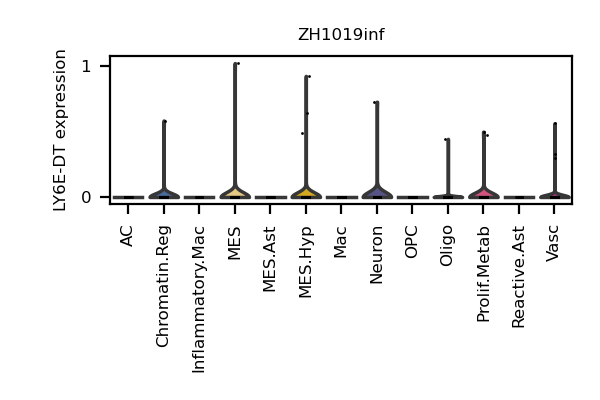 ZH1019inf
LY6E-DT expression
1
0
AC
Chromatin.Reg
Inflammatory.Mac
MES
MES.Ast
MES.Hyp
Mac
Neuron
OPC
Oligo
Prolif.Metab
Reactive.Ast
Vasc